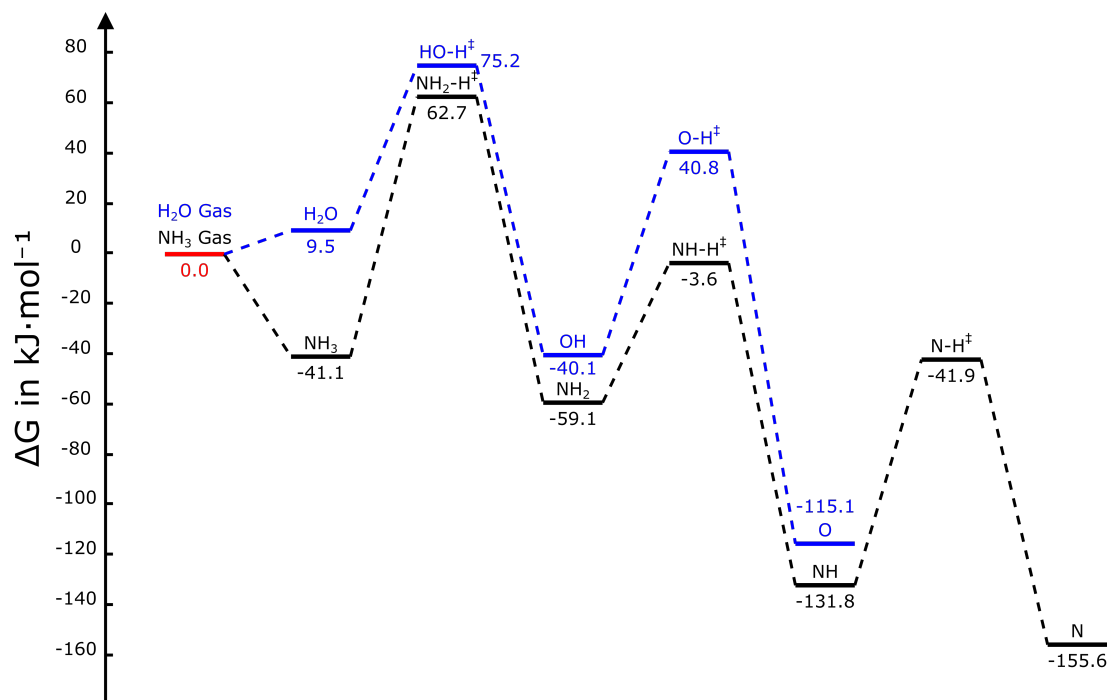 ΔG in kJ·mol⁻¹
80
60
40
20
0
-20
-40
-60
-80
-100
-120
-140
-160
H₂O Gas
NH₃ Gas
0.0
H₂O
9.5
NH₃
-41.1
HO-H‡
75.2
NH₂-H‡
62.7
OH
-40.1
NH₂
-59.1
O-H‡
40.8
NH-H‡
-3.6
-115.1
O
NH
-131.8
N-H‡
-41.9
N
-155.6